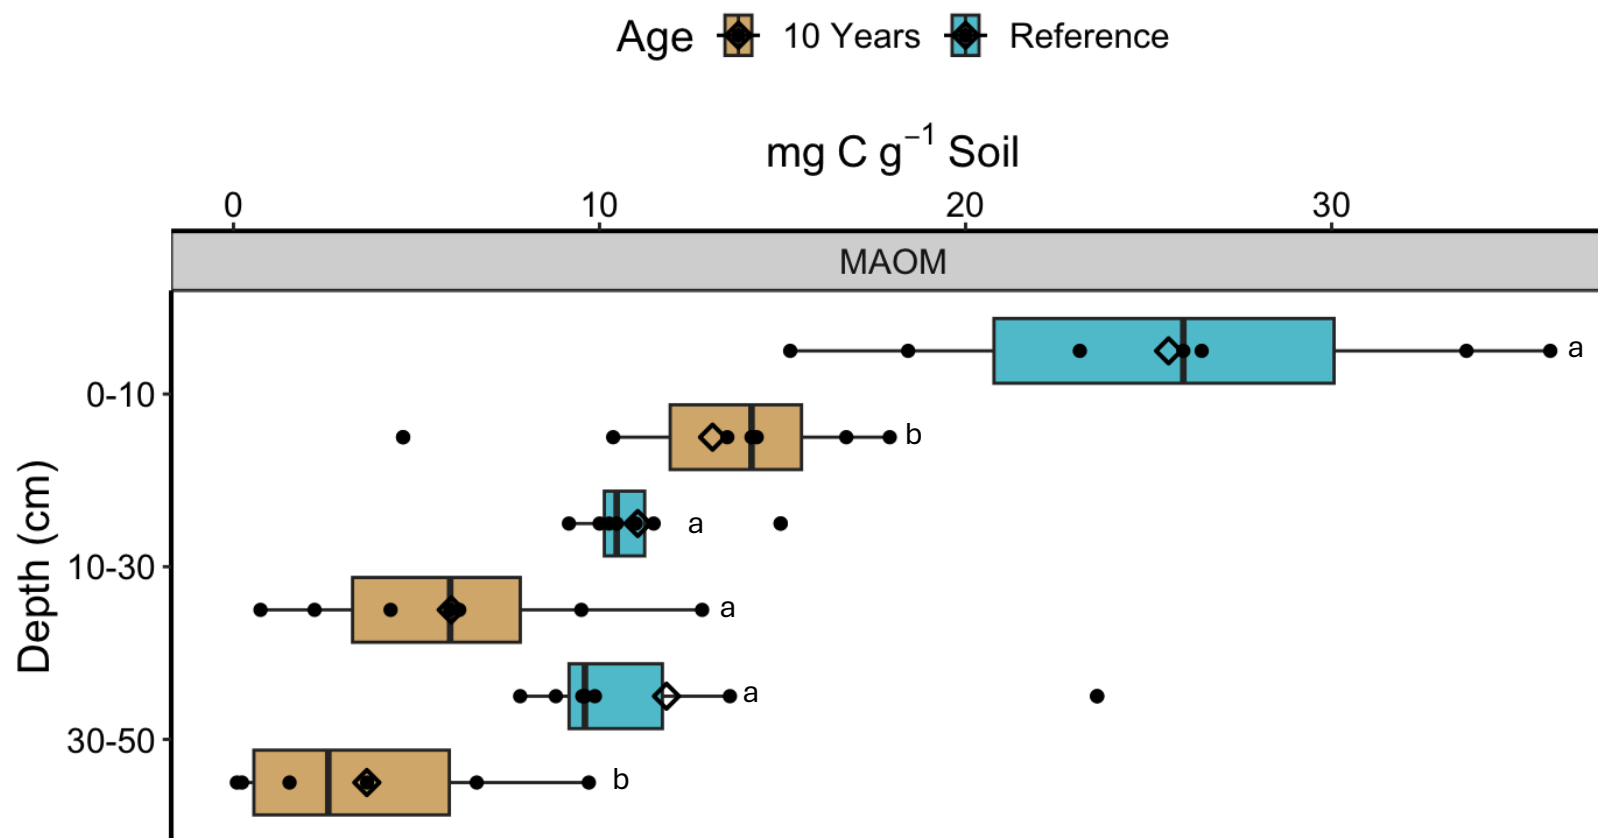 Age 10 Years Reference
mg C g⁻¹ Soil
0 10 20 30
MAOM
a
0-10
b
a
10-30
a
a
30-50
b
Depth (cm)